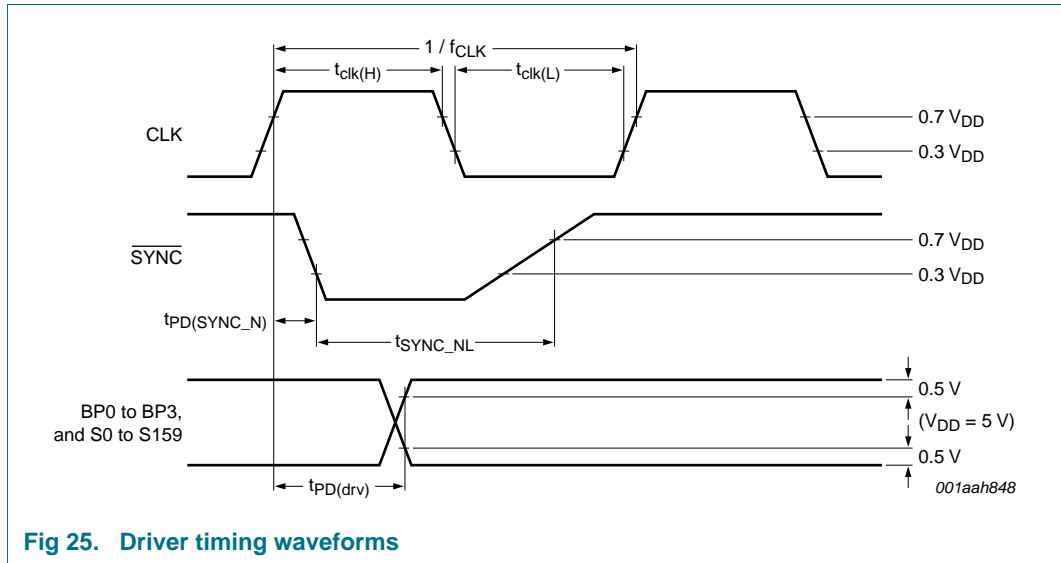 1 / fCLK
tclk(H)
tclk(L)
CLK
0.7 VDD
0.3 VDD
SYNC
0.7 VDD
0.3 VDD
tPD(SYNC_N)
tSYNC_NL
BP0 to BP3,
and S0 to S159
0.5 V
(VDD = 5 V)
0.5 V
tPD(drv)
001aah848
Fig 25. Driver timing waveforms